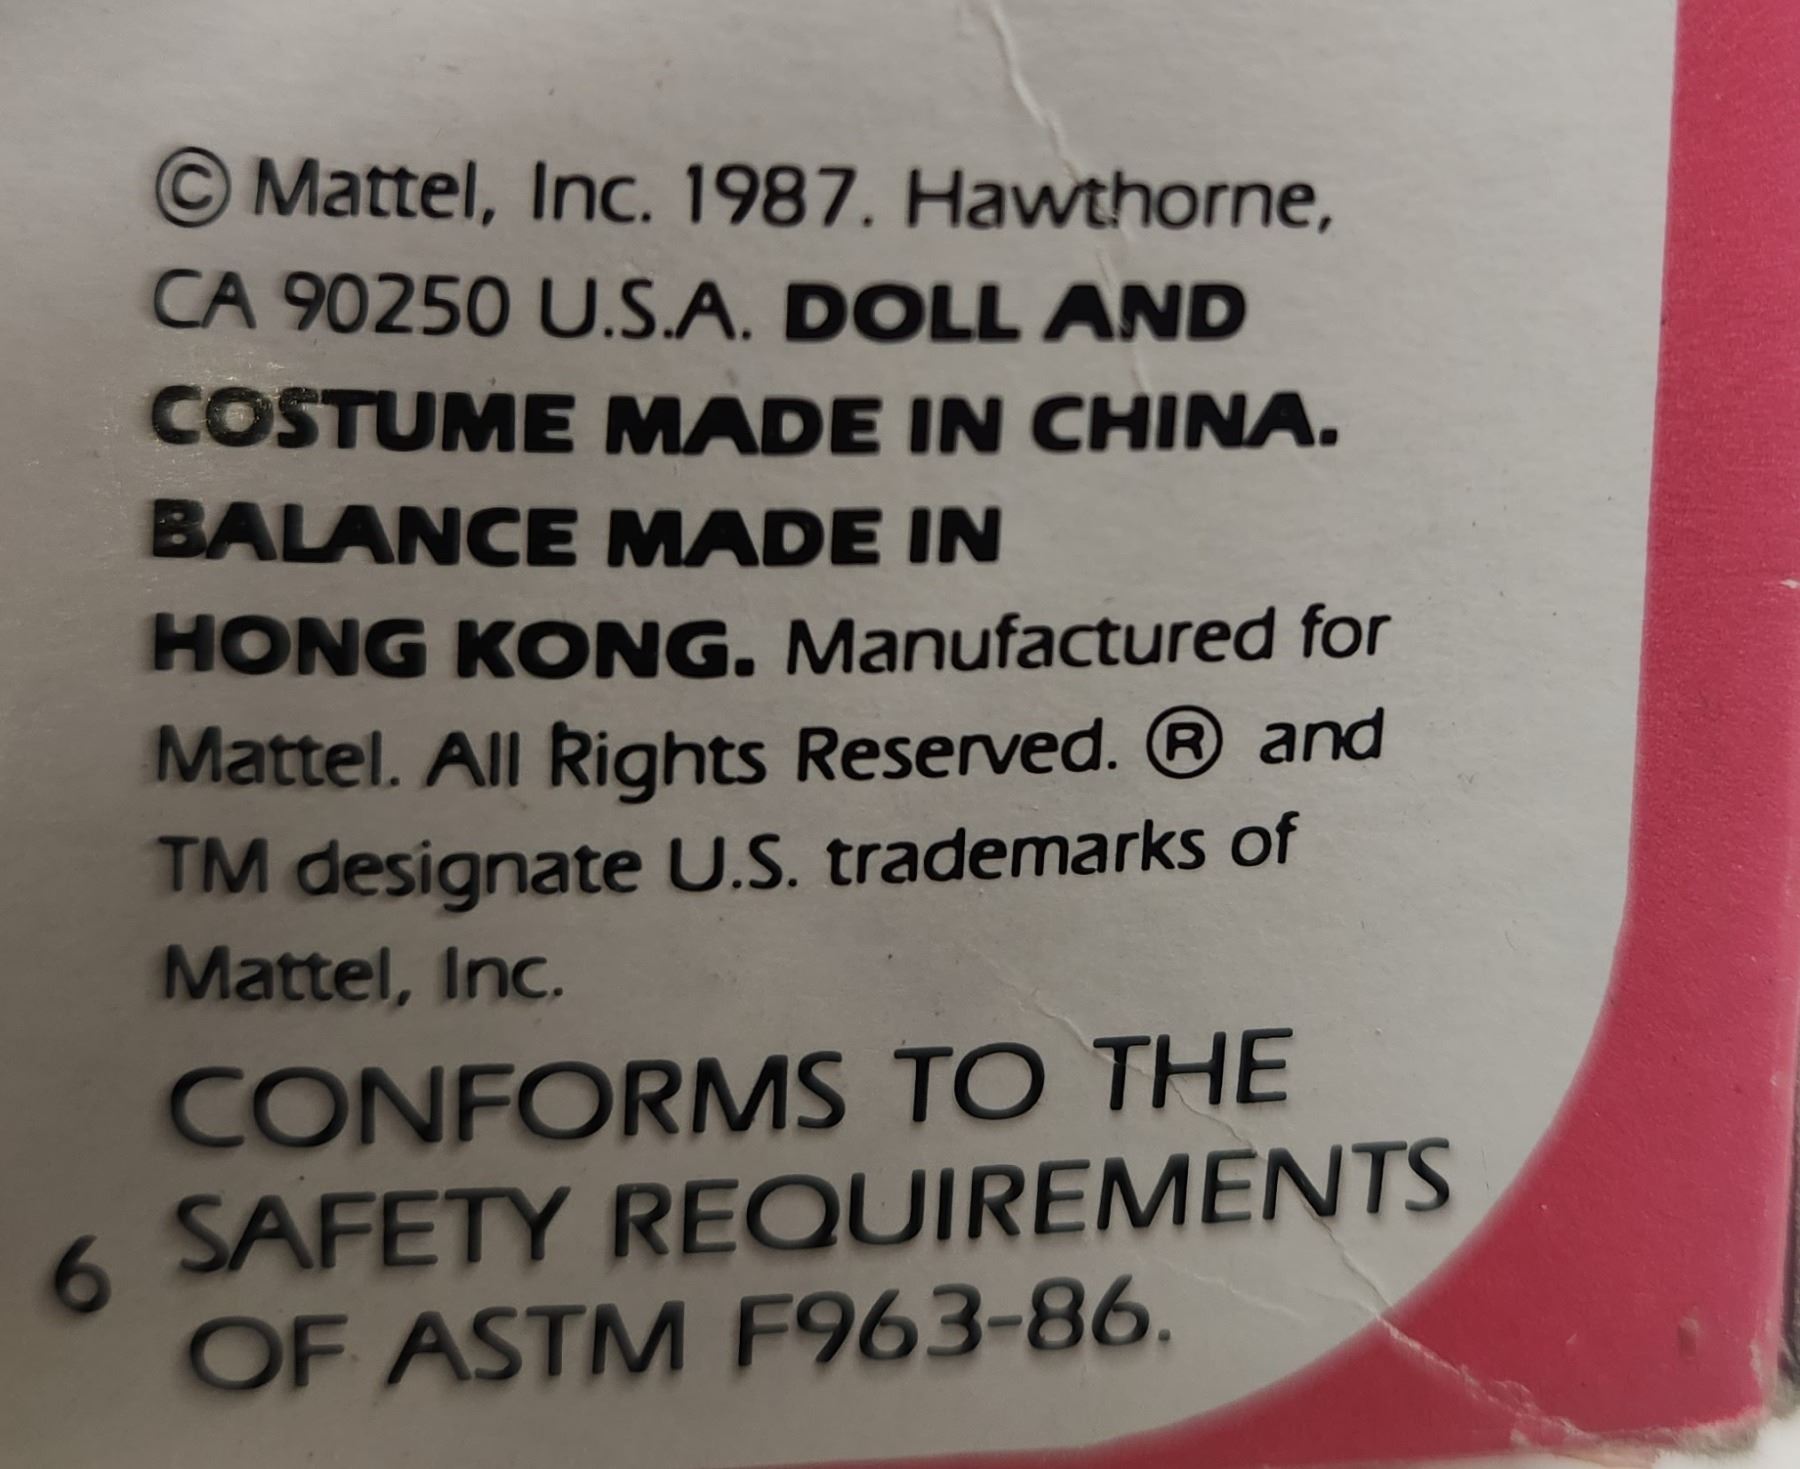 © Mattel, Inc. 1987. Hawthorne,
CA 90250 U.S.A. DOLL AND
COSTUME MADE IN CHINA.
BALANCE MADE IN
HONG KONG. Manufactured for
Mattel. All Rights Reserved. ® and
TM designate U.S. trademarks of
Mattel, Inc.
CONFORMS TO THE
SAFETY REQUIREMENTS
6 OF ASTM F963-86.